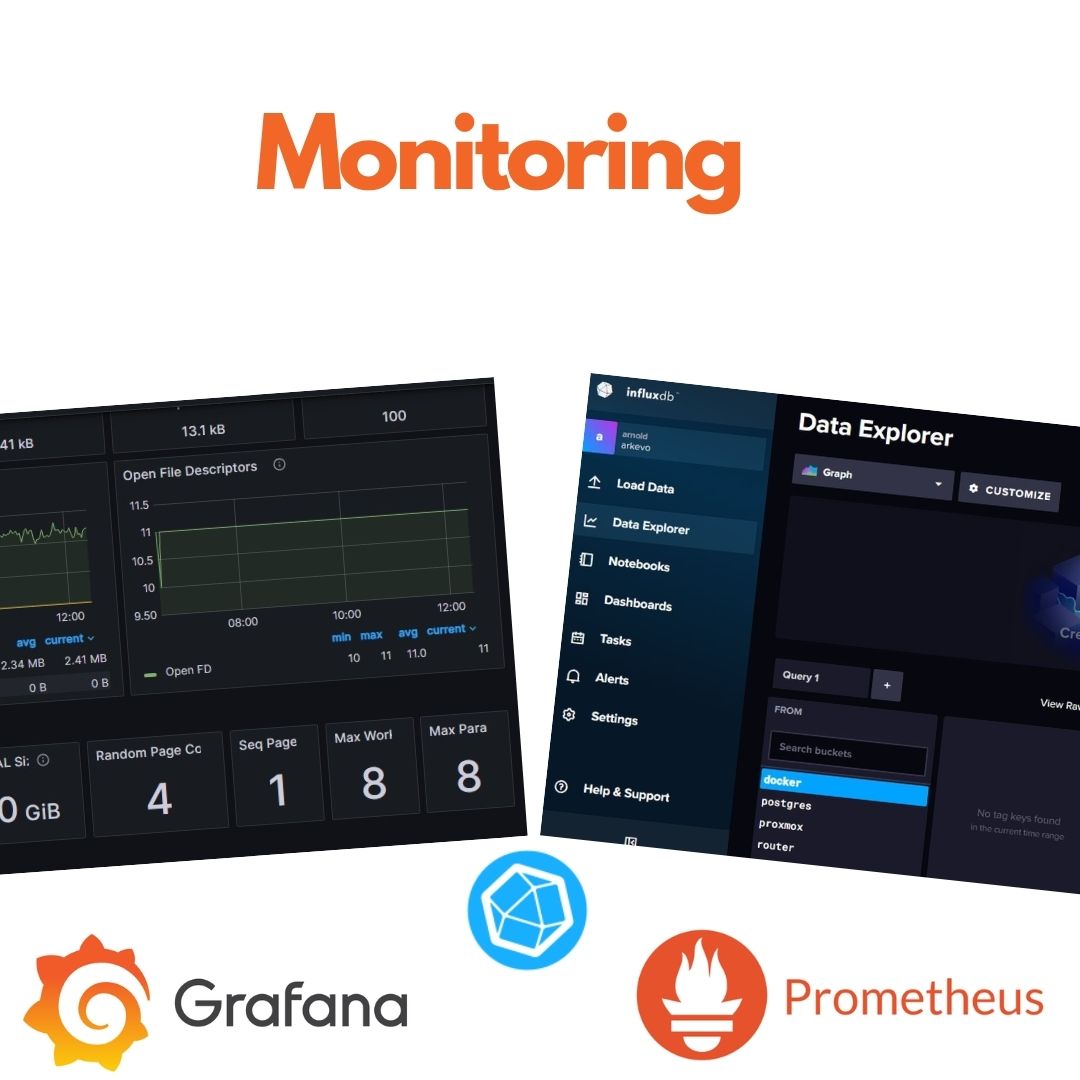 Monitoring
41 kB
13.1 kB
100
Open File Descriptors
11.5
11
10.5
10
9.50
08:00
10:00
12:00
min max avg current
Open FD 10 11 11.0 11
12:00
avg current
2.34 MB 2.41 MB
0 B 0 B
0 GiB
Random Page Co
4
Seq Page
1
Max Worl
8
Max Para
8
influxdb
a
arnold
arkevo
Load Data
Data Explorer
Notebooks
Dashboards
Tasks
Alerts
Settings
Help & Support
Data Explorer
Graph
CUSTOMIZE
Cre
Query 1
+
View Rav
FROM
Search buckets
docker
postgres
proxmox
router
No tag keys found
in the current time range
Grafana
Prometheus